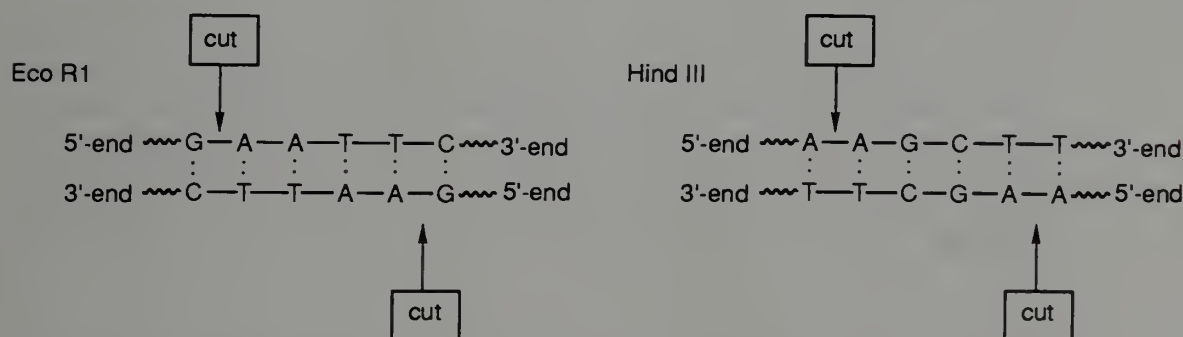 cut
cut
Eco R1
Hind III
5'-end G—A—A—T—T—C 3'-end
5'-end A—A—G—C—T—T 3'-end
3'-end C—T—T—A—A—G 5'-end
3'-end T—T—C—G—A—A 5'-end
cut
cut